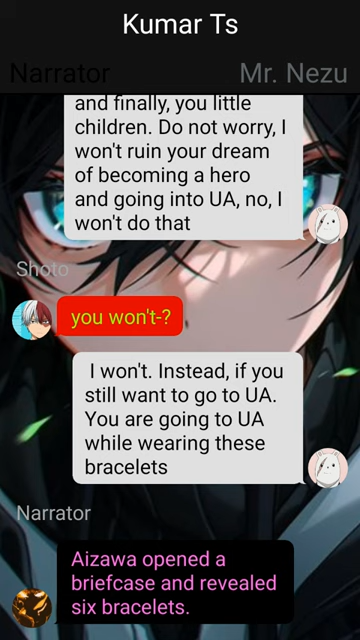 Kumar Ts
Narrator
Mr. Nezu
and finally, you little
children. Do not worry, I
won't ruin your dream
of becoming a hero
and going into UA, no, I
won't do that
Shoto
you won't-?
I won't. Instead, if you
still want to go to UA.
You are going to UA
while wearing these
bracelets
Narrator
Aizawa opened a
briefcase and revealed
six bracelets.